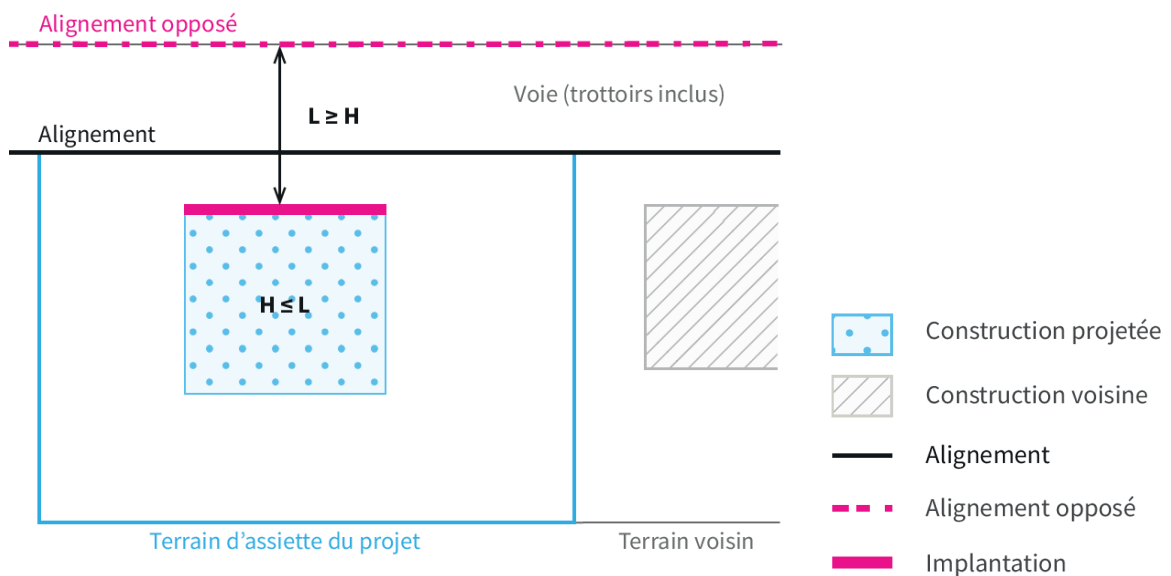 Alignement opposé
Voie (trottoirs inclus)
L ≥ H
Alignement
H ≤ L
Terrain d’assiette du projet
Terrain voisin
Construction projetée
Construction voisine
Alignement
Alignement opposé
Implantation